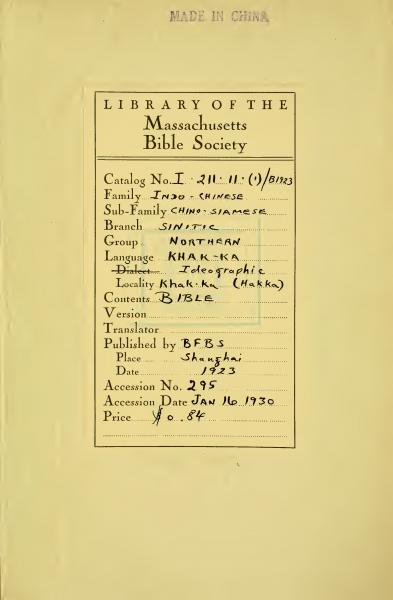 MADE IN CHINA
LIBRARY OF THE
Massachusetts
Bible Society
Catalog No. I · 211 · 11 · (1)/B1923
Family INDO-CHINESE
Sub-Family CHINO-SIAMESE
Branch SINITIC
Group NORTHERN
Language KHAK-KA
Dialect Ideographic
Locality Khak-ka (Hakka)
Contents BIBLE
Version
Translator
Published by BFBS
Place Shanghai
Date 1923
Accession No. 295
Accession Date JAN 16 1930
Price $0.84